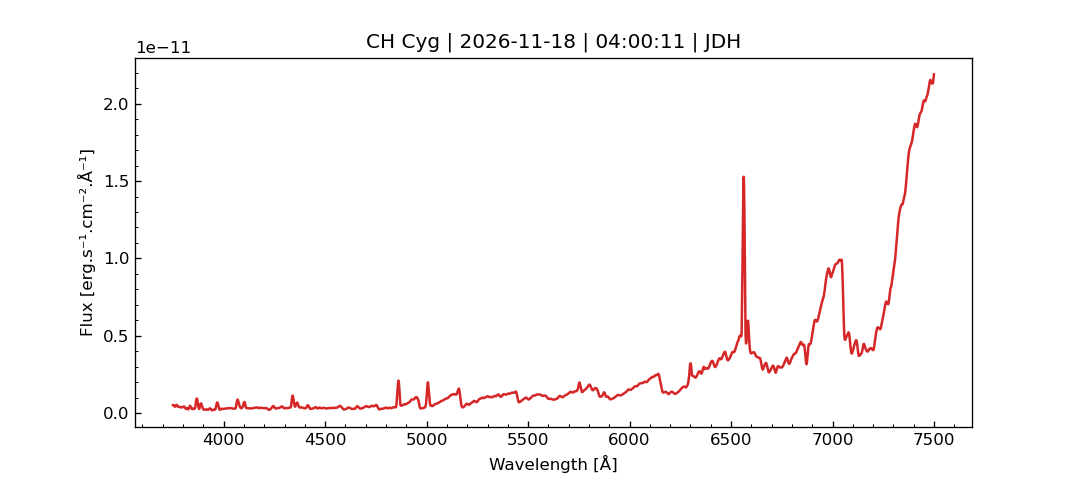 CH Cyg | 2026-11-18 | 04:00:11 | JDH
1e−11
2.0
1.5
1.0
0.5
0.0
Flux [erg.s⁻¹.cm⁻².Å⁻¹]
4000 4500 5000 5500 6000 6500 7000 7500
Wavelength [Å]